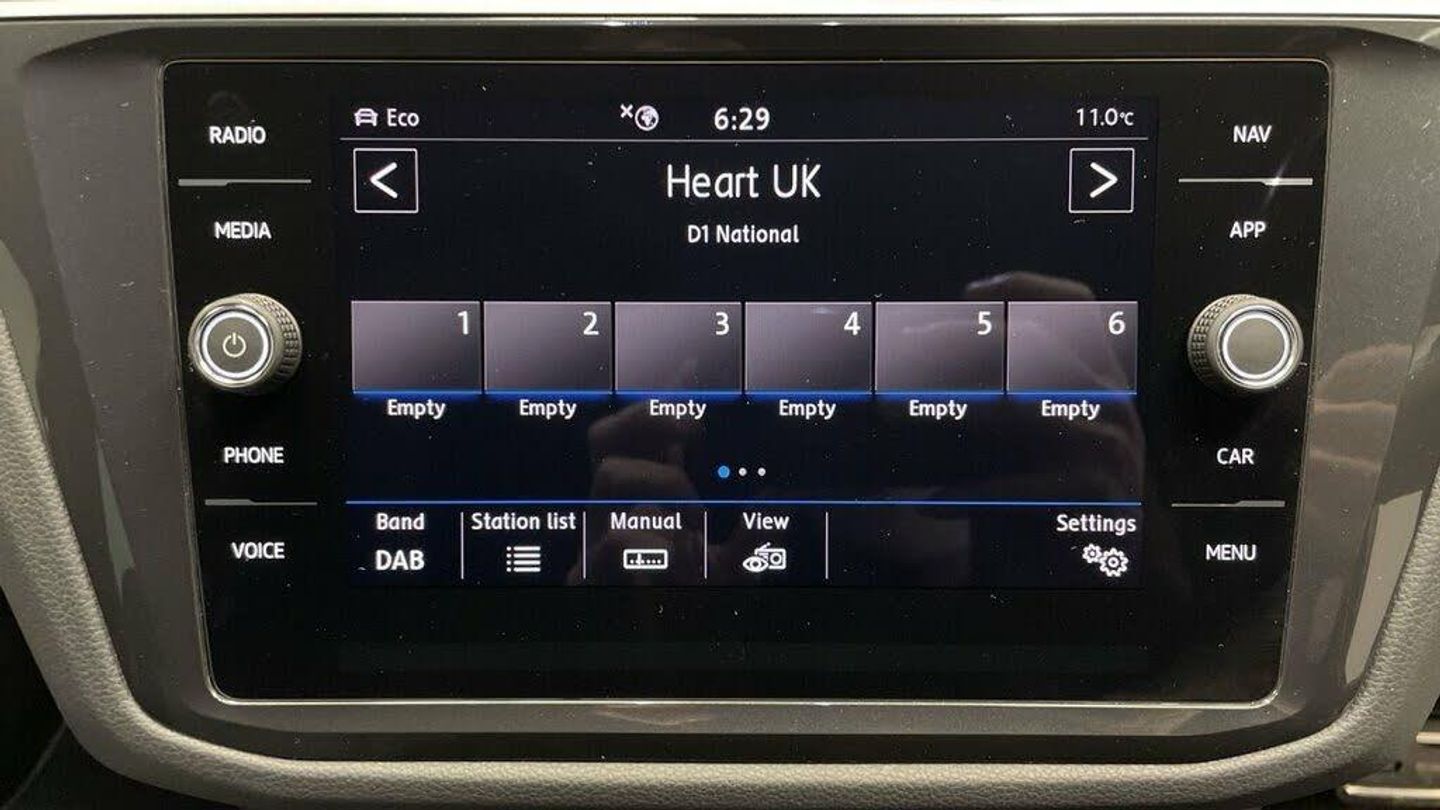 RADIO
MEDIA
PHONE
VOICE
Eco
6:29
11.0°C
Heart UK
D1 National
1 2 3 4 5 6
Empty Empty Empty Empty Empty Empty
Band Station list Manual View Settings
DAB
NAV
APP
CAR
MENU